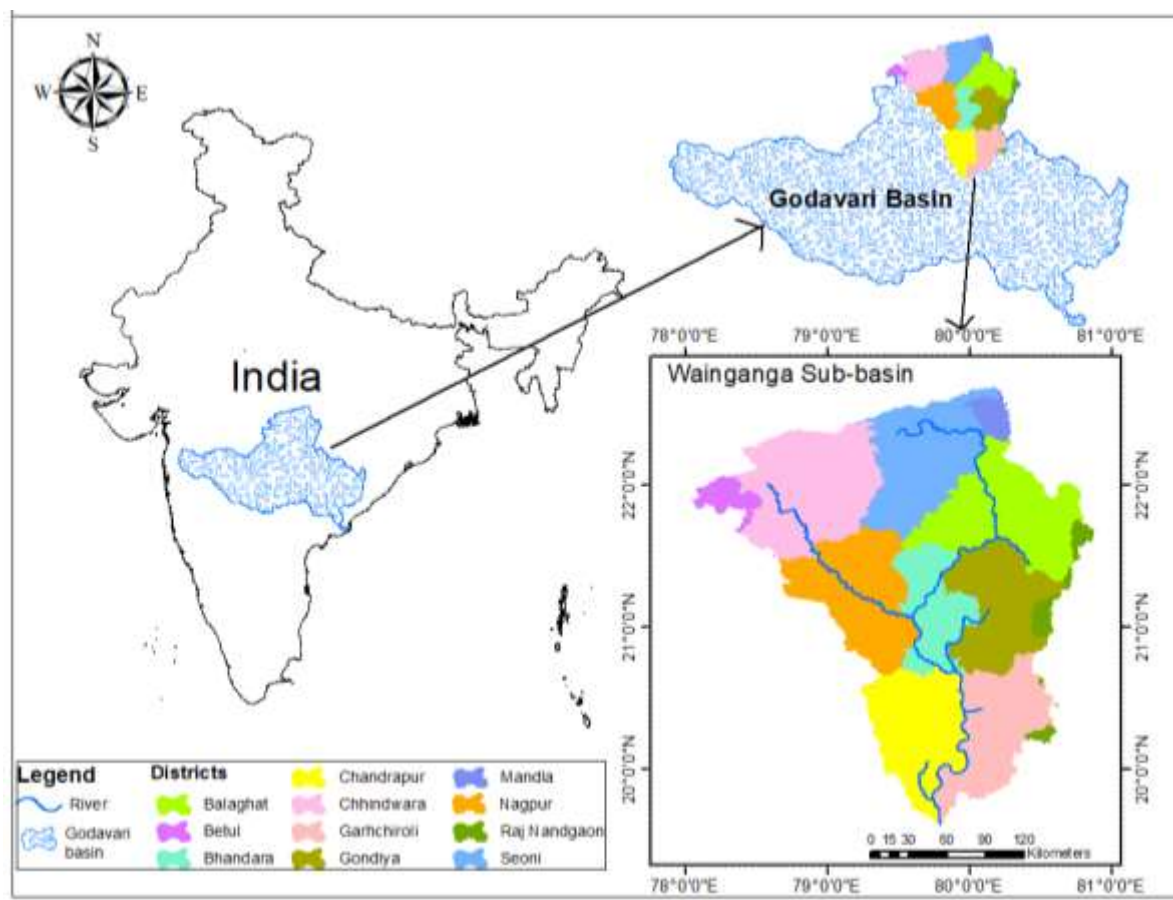 N
W E
S
India
Godavari Basin
78°0'0"E 79°0'0"E 80°0'0"E 81°0'0"E
Wainganga Sub-basin
22°0'0"N 22°0'0"N
21°0'0"N 21°0'0"N
20°0'0"N 20°0'0"N
0 15 30 60 90 120
Kilometers
78°0'0"E 79°0'0"E 80°0'0"E 81°0'0"E
Legend
River
Godavari
basin
Districts
Balaghat
Betul
Bhandara
Chandrapur
Chhindwara
Garhchiroli
Gondiya
Mandla
Nagpur
Raj Nandgaon
Seoni